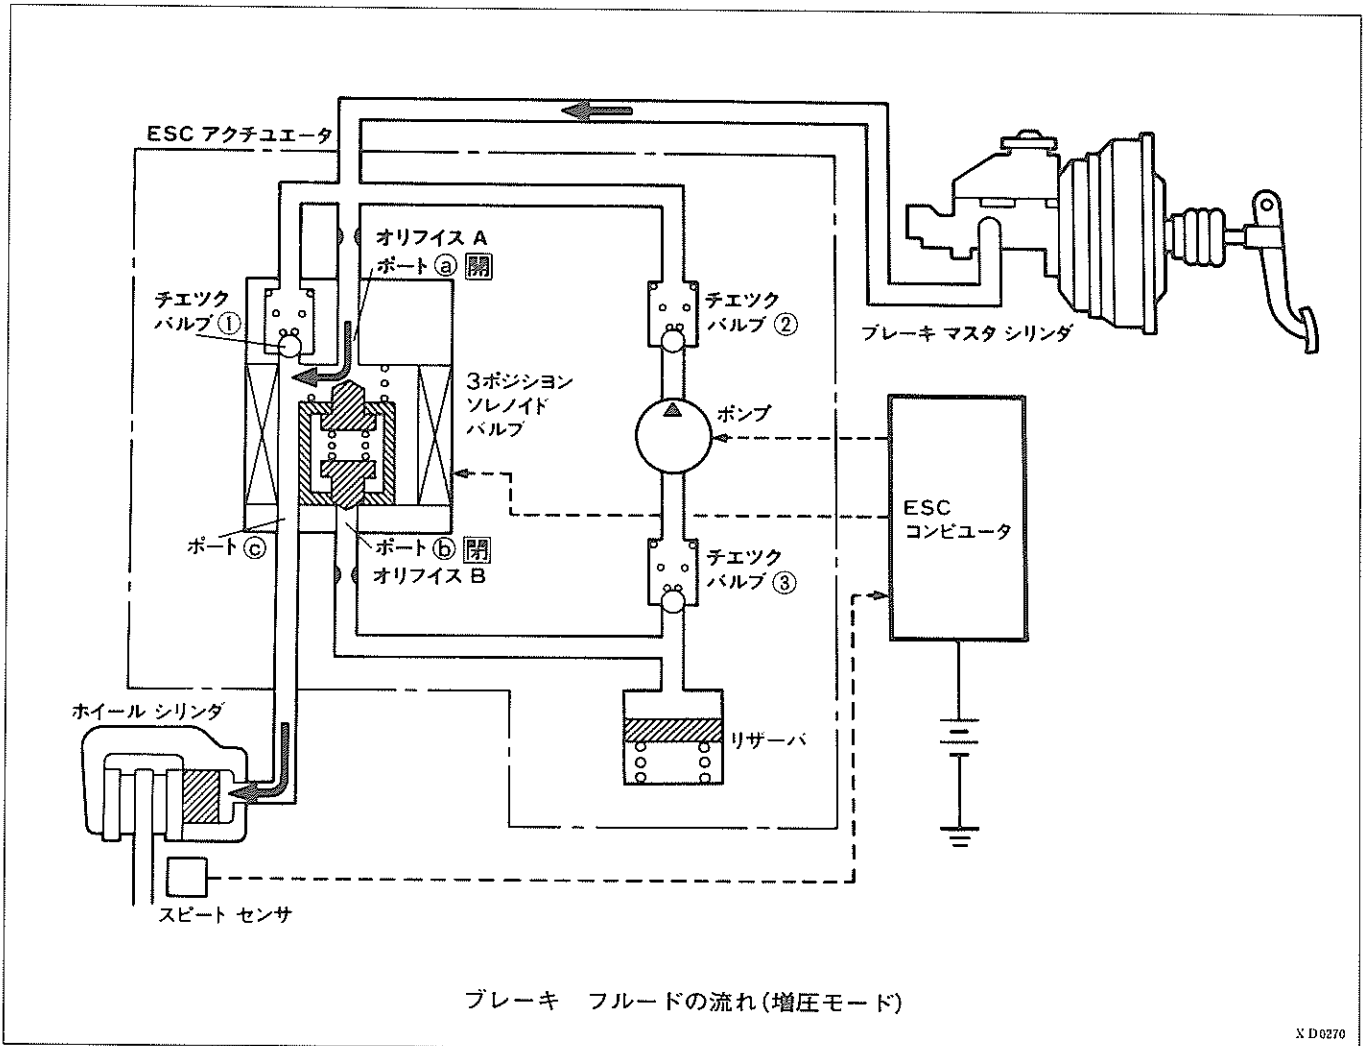 ESC アクチユエータ
オリフイス A
ポート ⓐ 開
チエツク
バルブ ①
チエツク
バルブ ②
ブレーキ マスタ シリンダ
3ポジション
ソレノイド
バルブ
ポンプ
ESC
コンピユータ
ポート ⓒ
ポート ⓑ 閉
オリフイス B
チエツク
バルブ ③
ホイール シリンダ
リザーバ
スピート センサ
ブレーキ フルードの流れ(増圧モード)
X D0270